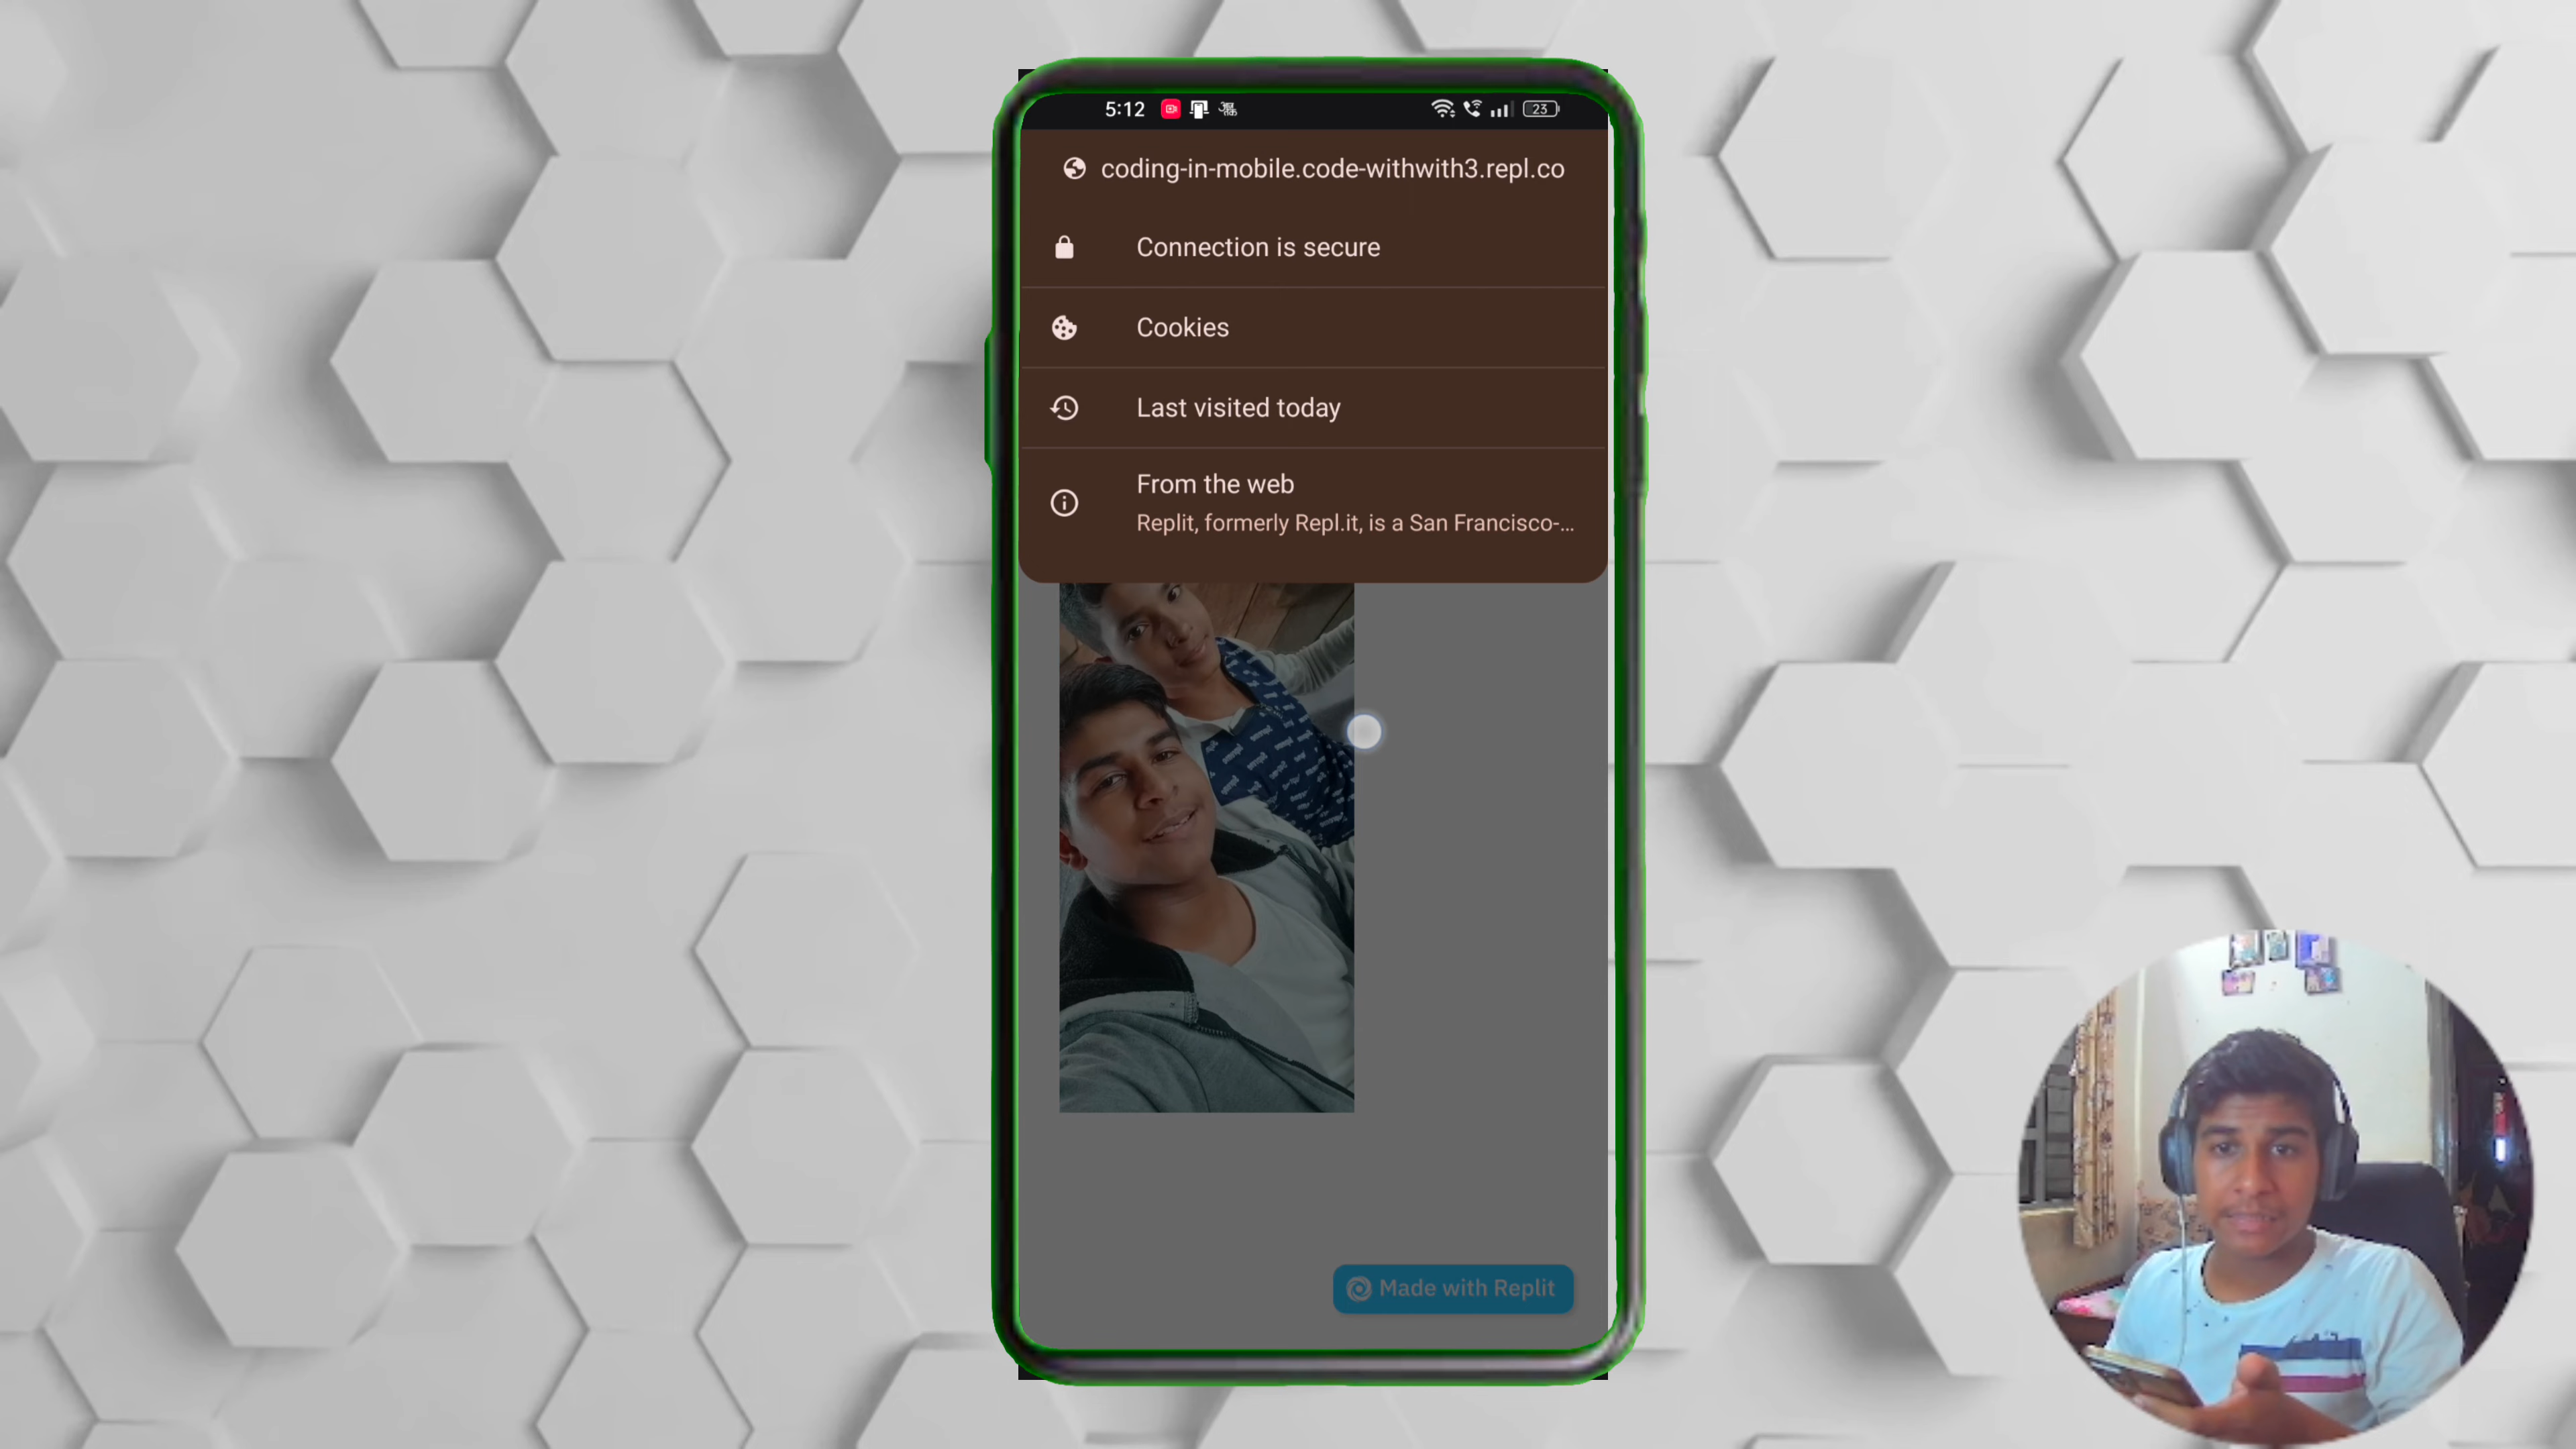 5:12
23
coding-in-mobile.code-withwith3.repl.co
Connection is secure
Cookies
Last visited today
From the web
Replit, formerly Repl.it, is a San Francisco-...
Made with Replit